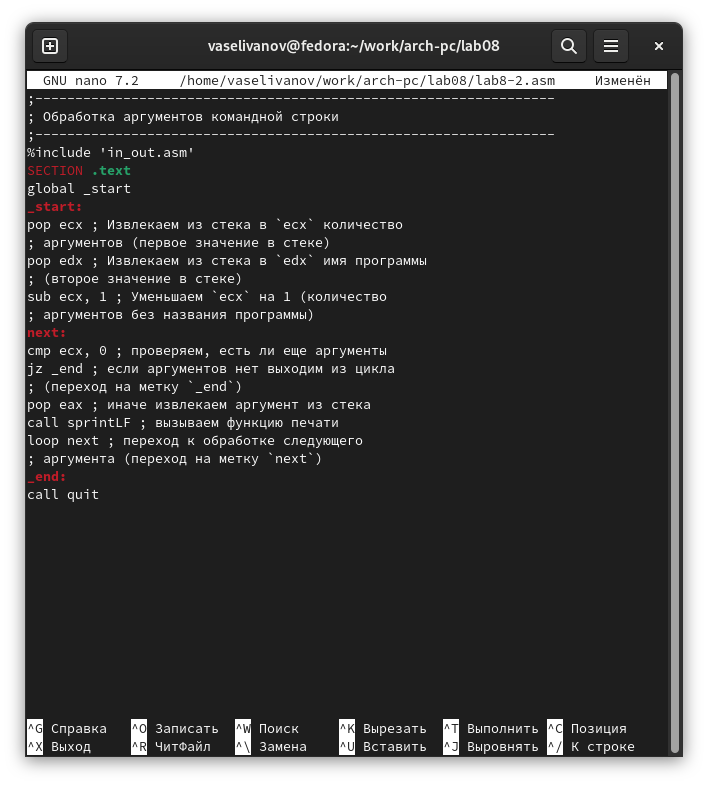 vaselivanov@fedora:~/work/arch-pc/lab08
GNU nano 7.2 /home/vaselivanov/work/arch-pc/lab08/lab8-2.asm Изменён
;-----------------------------------------------------------------
; Обработка аргументов командной строки
;-----------------------------------------------------------------
%include 'in_out.asm'
SECTION .text
global _start
_start:
pop ecx ; Извлекаем из стека в `ecx` количество
; аргументов (первое значение в стеке)
pop edx ; Извлекаем из стека в `edx` имя программы
; (второе значение в стеке)
sub ecx, 1 ; Уменьшаем `ecx` на 1 (количество
; аргументов без названия программы)
next:
cmp ecx, 0 ; проверяем, есть ли еще аргументы
jz _end ; если аргументов нет выходим из цикла
; (переход на метку `_end`)
pop eax ; иначе извлекаем аргумент из стека
call sprintLF ; вызываем функцию печати
loop next ; переход к обработке следующего
; аргумента (переход на метку `next`)
_end:
call quit
^G Справка ^O Записать ^W Поиск ^K Вырезать ^T Выполнить ^C Позиция
^X Выход ^R ЧитФайл ^\ Замена ^U Вставить ^J Выровнять ^/ К строке